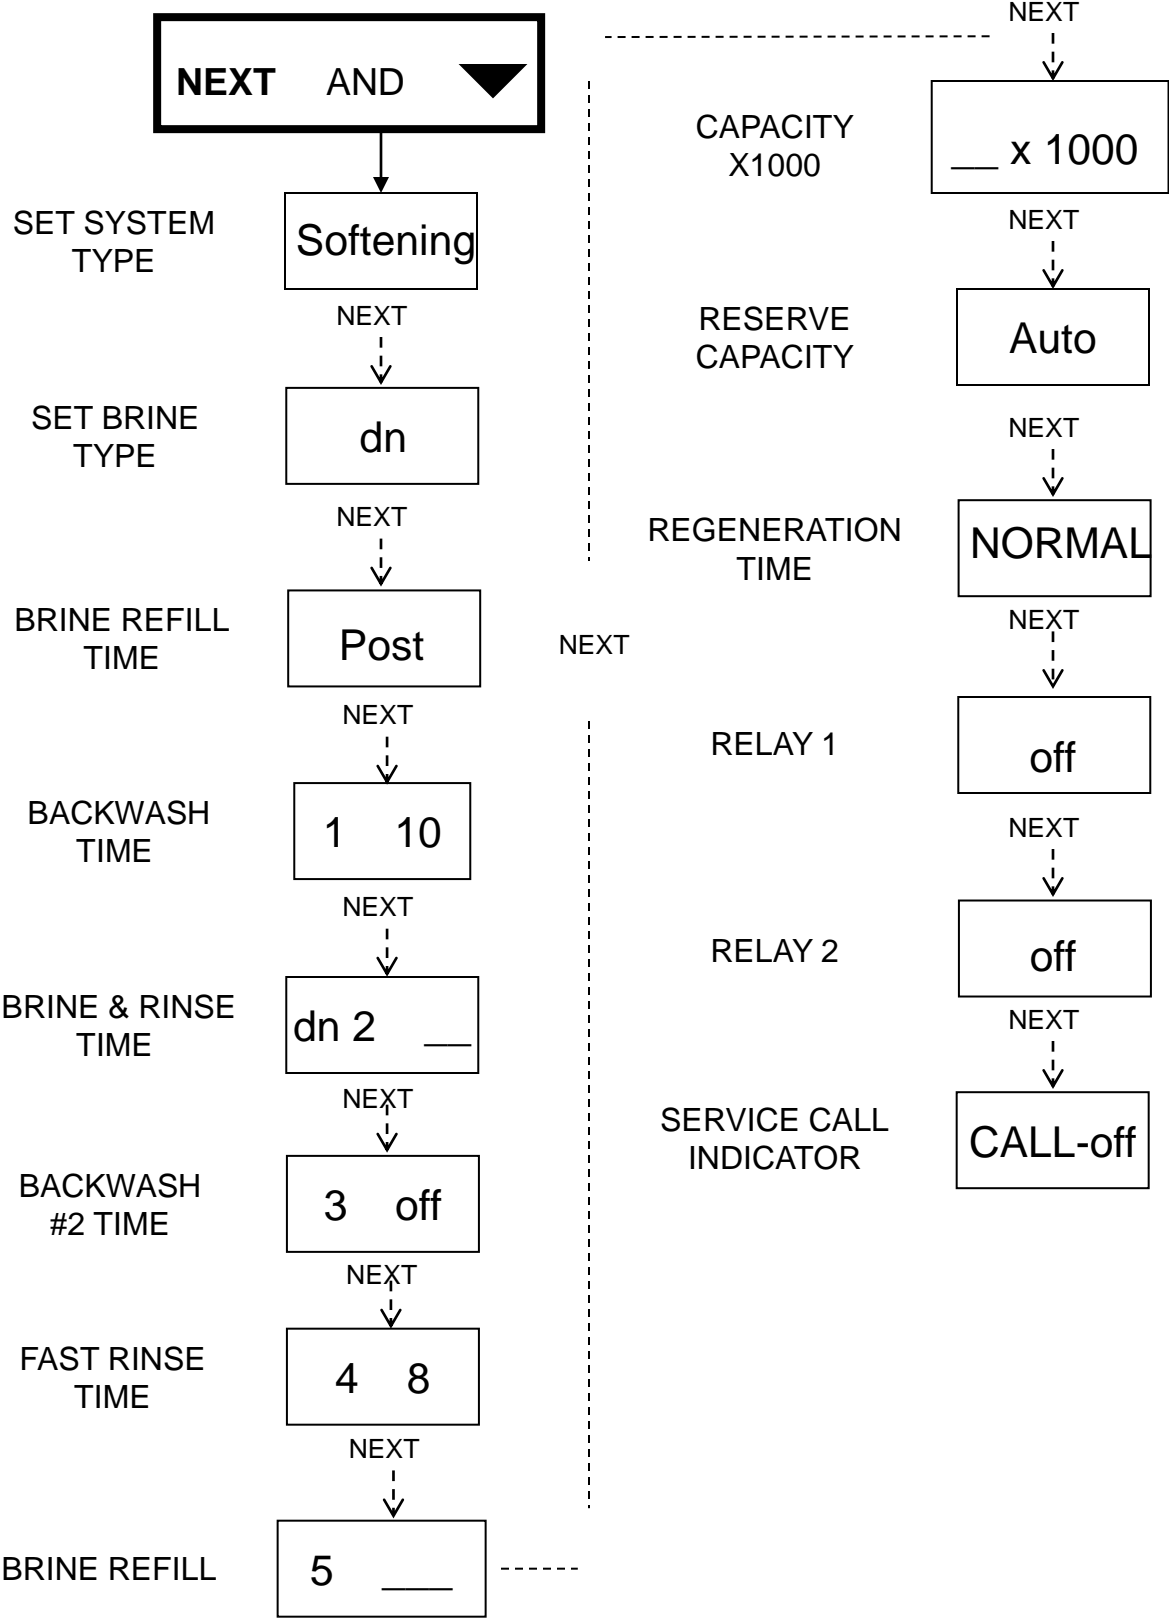 NEXT AND
SET SYSTEM
TYPE
Softening
NEXT
SET BRINE
TYPE
dn
NEXT
BRINE REFILL
TIME
Post
NEXT
BACKWASH
TIME
1 10
NEXT
BRINE & RINSE
TIME
dn 2 __
NEXT
BACKWASH
#2 TIME
3 off
NEXT
FAST RINSE
TIME
4 8
NEXT
BRINE REFILL
5 ___
NEXT
NEXT
CAPACITY
X1000
__ x 1000
NEXT
RESERVE
CAPACITY
Auto
NEXT
REGENERATION
TIME
NORMAL
NEXT
RELAY 1
off
NEXT
RELAY 2
off
NEXT
SERVICE CALL
INDICATOR
CALL-off